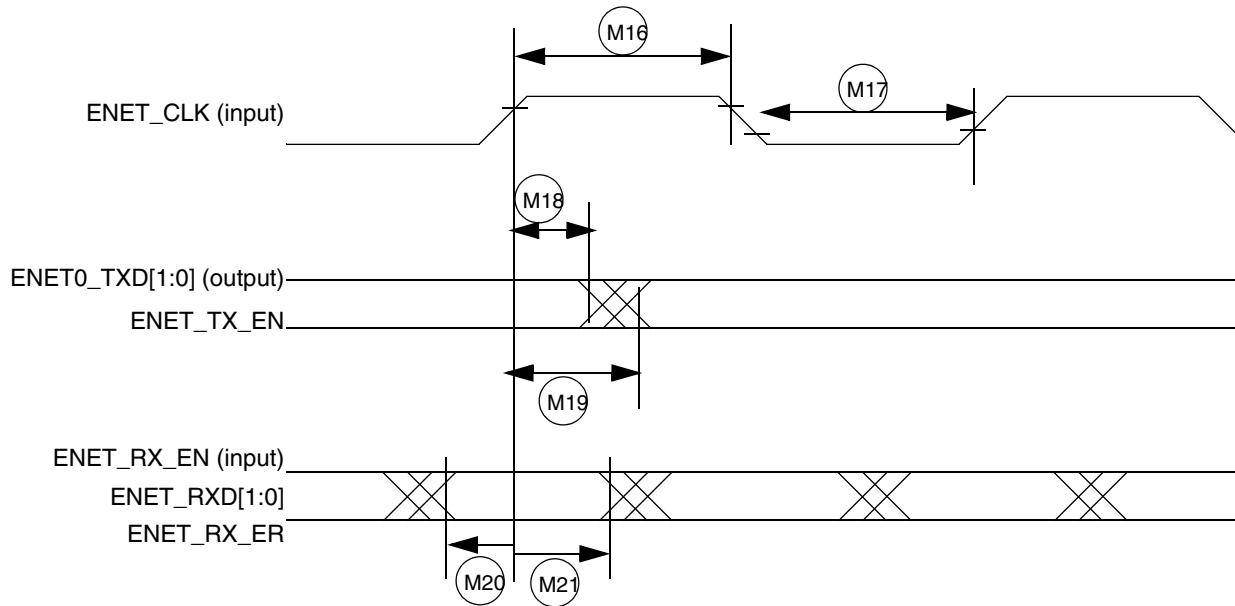 M16
ENET_CLK (input)
M17
M18
ENET0_TXD[1:0] (output)
ENET_TX_EN
M19
ENET_RX_EN (input)
ENET_RXD[1:0]
ENET_RX_ER
M20
M21